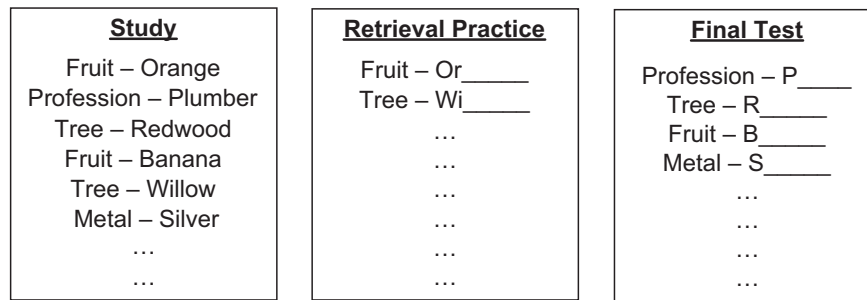 Study
Fruit – Orange
Profession – Plumber
Tree – Redwood
Fruit – Banana
Tree – Willow
Metal – Silver
…
…
Retrieval Practice
Fruit – Or_____
Tree – Wi_____
…
…
…
…
…
…
Final Test
Profession – P____
Tree – R_____
Fruit – B_____
Metal – S_____
…
…
…
…